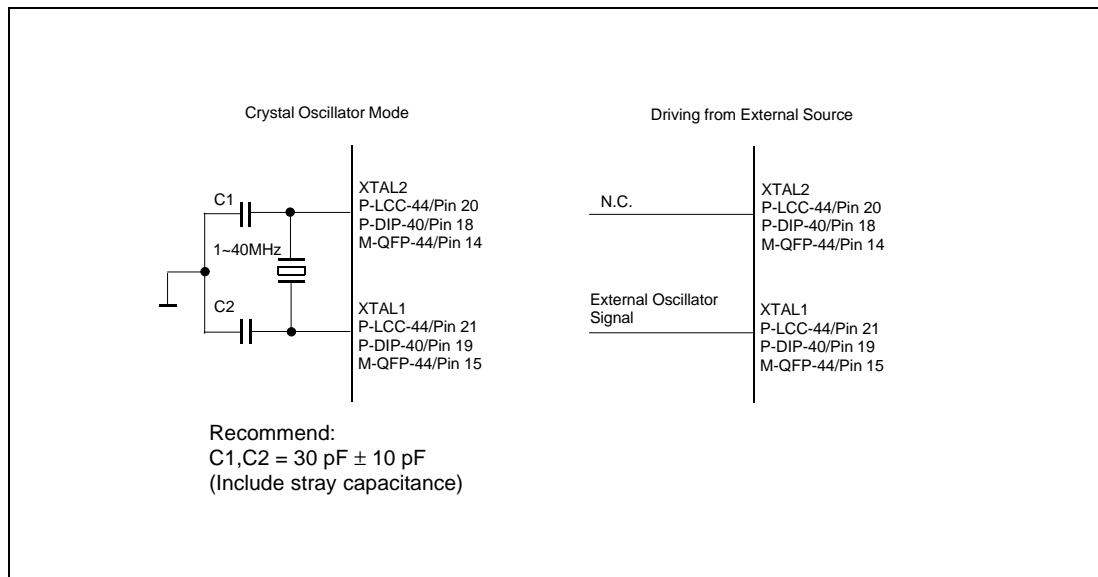 Crystal Oscillator Mode
C1
1~40MHz
C2
XTAL2
P-LCC-44/Pin 20
P-DIP-40/Pin 18
M-QFP-44/Pin 14
XTAL1
P-LCC-44/Pin 21
P-DIP-40/Pin 19
M-QFP-44/Pin 15
Recommend:
C1,C2 = 30 pF ± 10 pF
(Include stray capacitance)
Driving from External Source
N.C.
External Oscillator
Signal
XTAL2
P-LCC-44/Pin 20
P-DIP-40/Pin 18
M-QFP-44/Pin 14
XTAL1
P-LCC-44/Pin 21
P-DIP-40/Pin 19
M-QFP-44/Pin 15